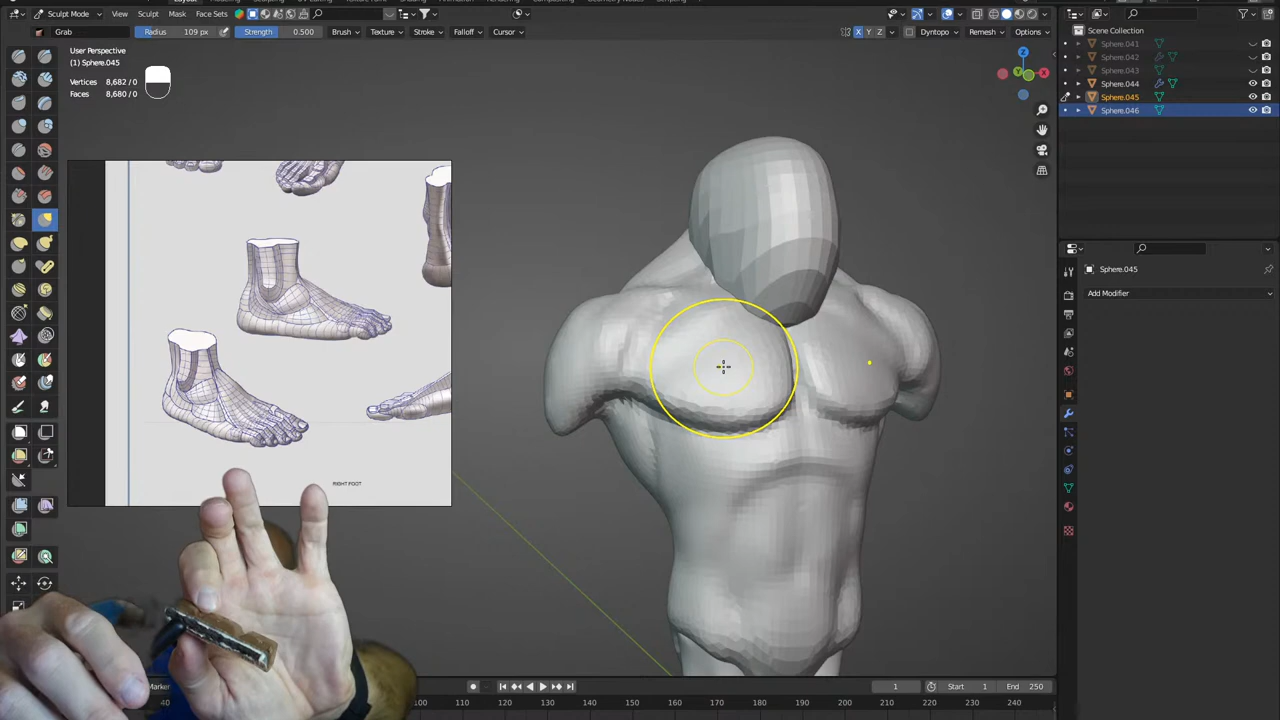 Layout
Sculpt Mode View Sculpt Mask Face Sets
Grab Radius 109 px Strength 0.500 Brush Texture Stroke Falloff Cursor X Y Z Dyntopo Remesh Options
User Perspective
(1) Sphere.045
Vertices 8,682 / 0
Faces 8,680 / 0
Z
Y
X
RIGHT FOOT
Scene Collection
Sphere.041
Sphere.042
Sphere.043
Sphere.044
Sphere.045
Sphere.046
Sphere.045
Add Modifier
Marker
1 Start 1 End 250
40 100 110 120 130 140 150 160 170 180 190 200 210 220 230 240